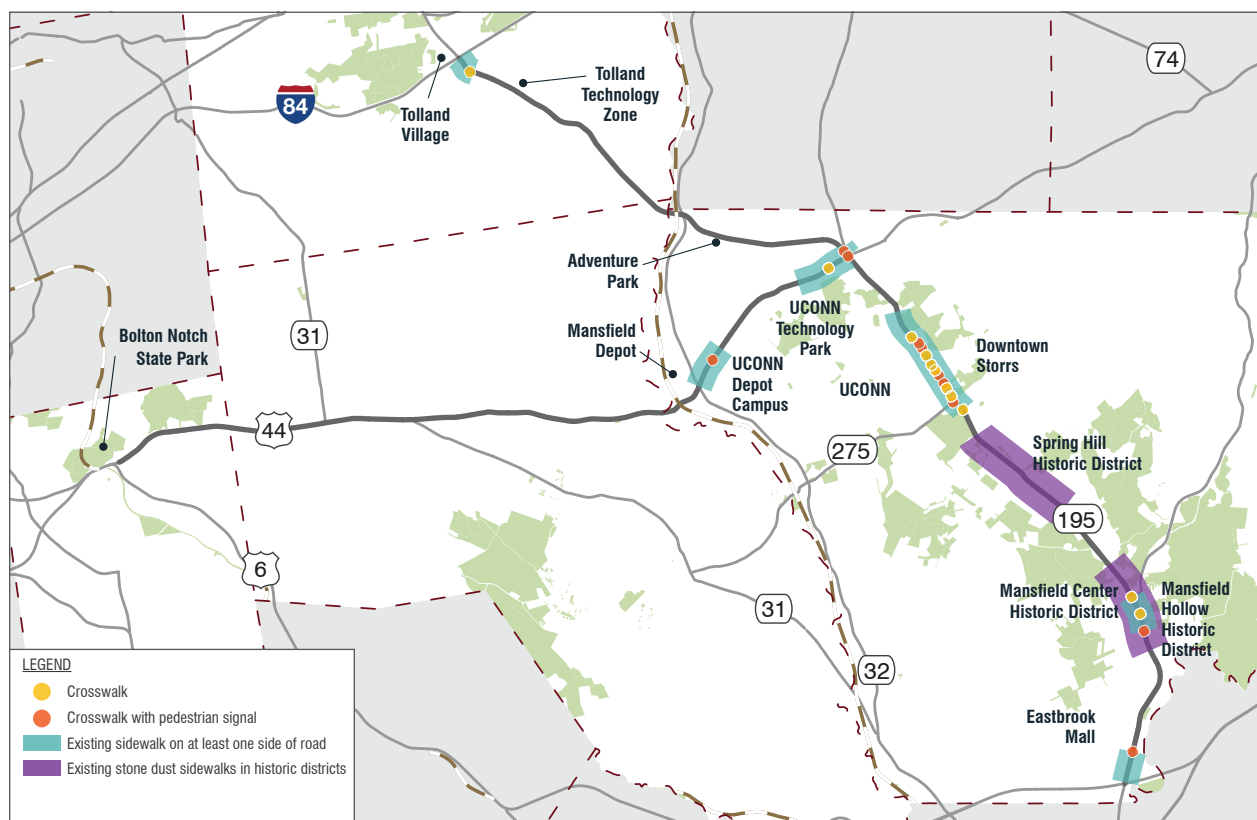 74
84
Tolland
Village
Tolland
Technology
Zone
Adventure
Park
31
Bolton Notch
State Park
Mansfield
Depot
UCONN
Technology
Park
UCONN
Depot
Campus
UCONN
Downtown
Storrs
44
275
Spring Hill
Historic District
195
6
31
32
Mansfield Center
Historic District
Mansfield
Hollow
Historic
District
Eastbrook
Mall
LEGEND
Crosswalk
Crosswalk with pedestrian signal
Existing sidewalk on at least one side of road
Existing stone dust sidewalks in historic districts